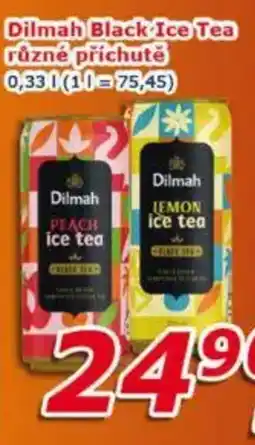 Dilmah Black Ice Tea
různé příchutě
0,33 l (1 l = 75,45)
Dilmah
PEACH
ice tea
BLACK TEA
Dilmah
LEMON
ice tea
BLACK TEA
24 90